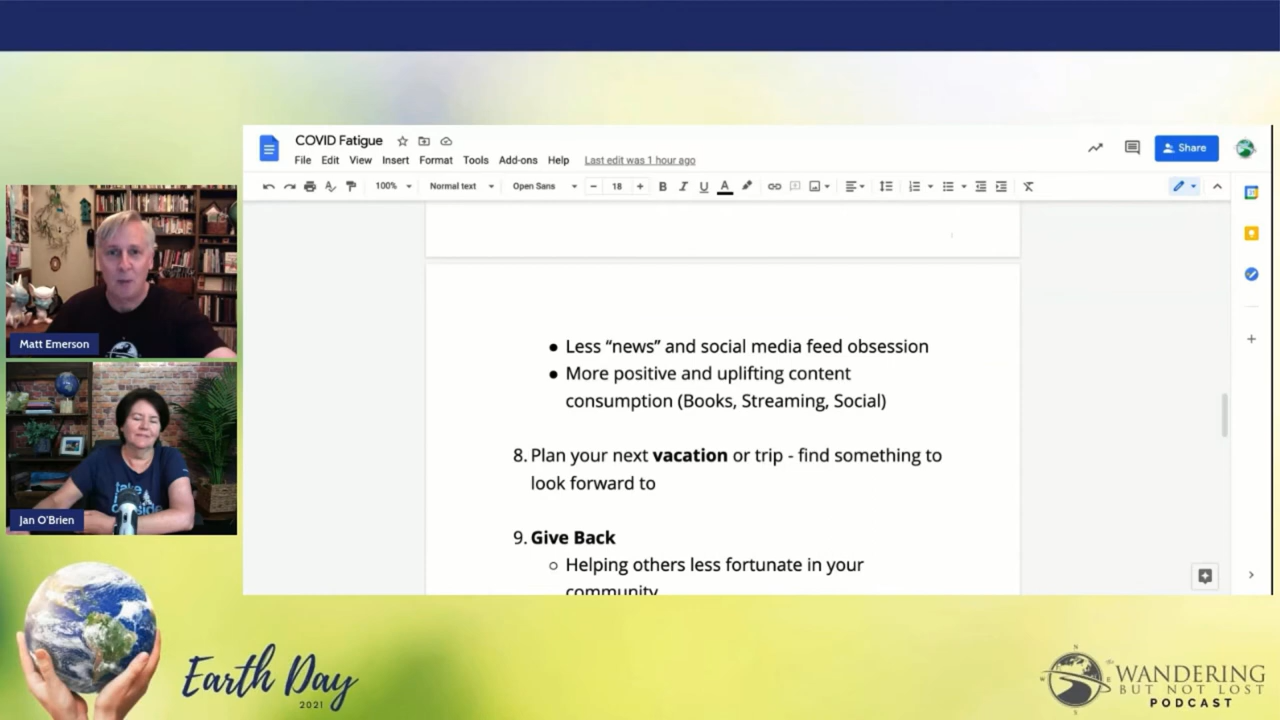 COVID Fatigue
File Edit View Insert Format Tools Add-ons Help Last edit was 1 hour ago
Share
100% Normal text Open Sans 18 B I U A
Matt Emerson
Jan O'Brien
● Less “news” and social media feed obsession
● More positive and uplifting content
consumption (Books, Streaming, Social)
8. Plan your next vacation or trip - find something to
look forward to
9. Give Back
○ Helping others less fortunate in your
community
Earth Day
2021
The
WANDERING
BUT NOT LOST
PODCAST